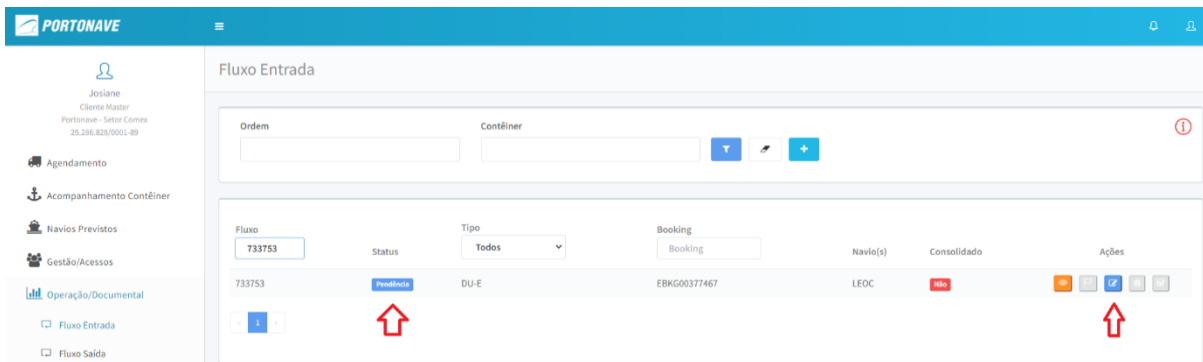 PORTONAVE
Fluxo Entrada
Josiane
Cliente Master
Portonave - Setor Comex
25.286.828/0001-89
Agendamento
Acompanhamento Contêiner
Navios Previstos
Gestão/Acessos
Operação/Documental
Fluxo Entrada
Fluxo Saída
Ordem
Contêiner
Fluxo
733753
Status
Tipo
Todos
Booking
Booking
Navio(s)
Consolidado
Ações
733753
Pendência
DU-E
EBKG00377467
LEOC
Não
1